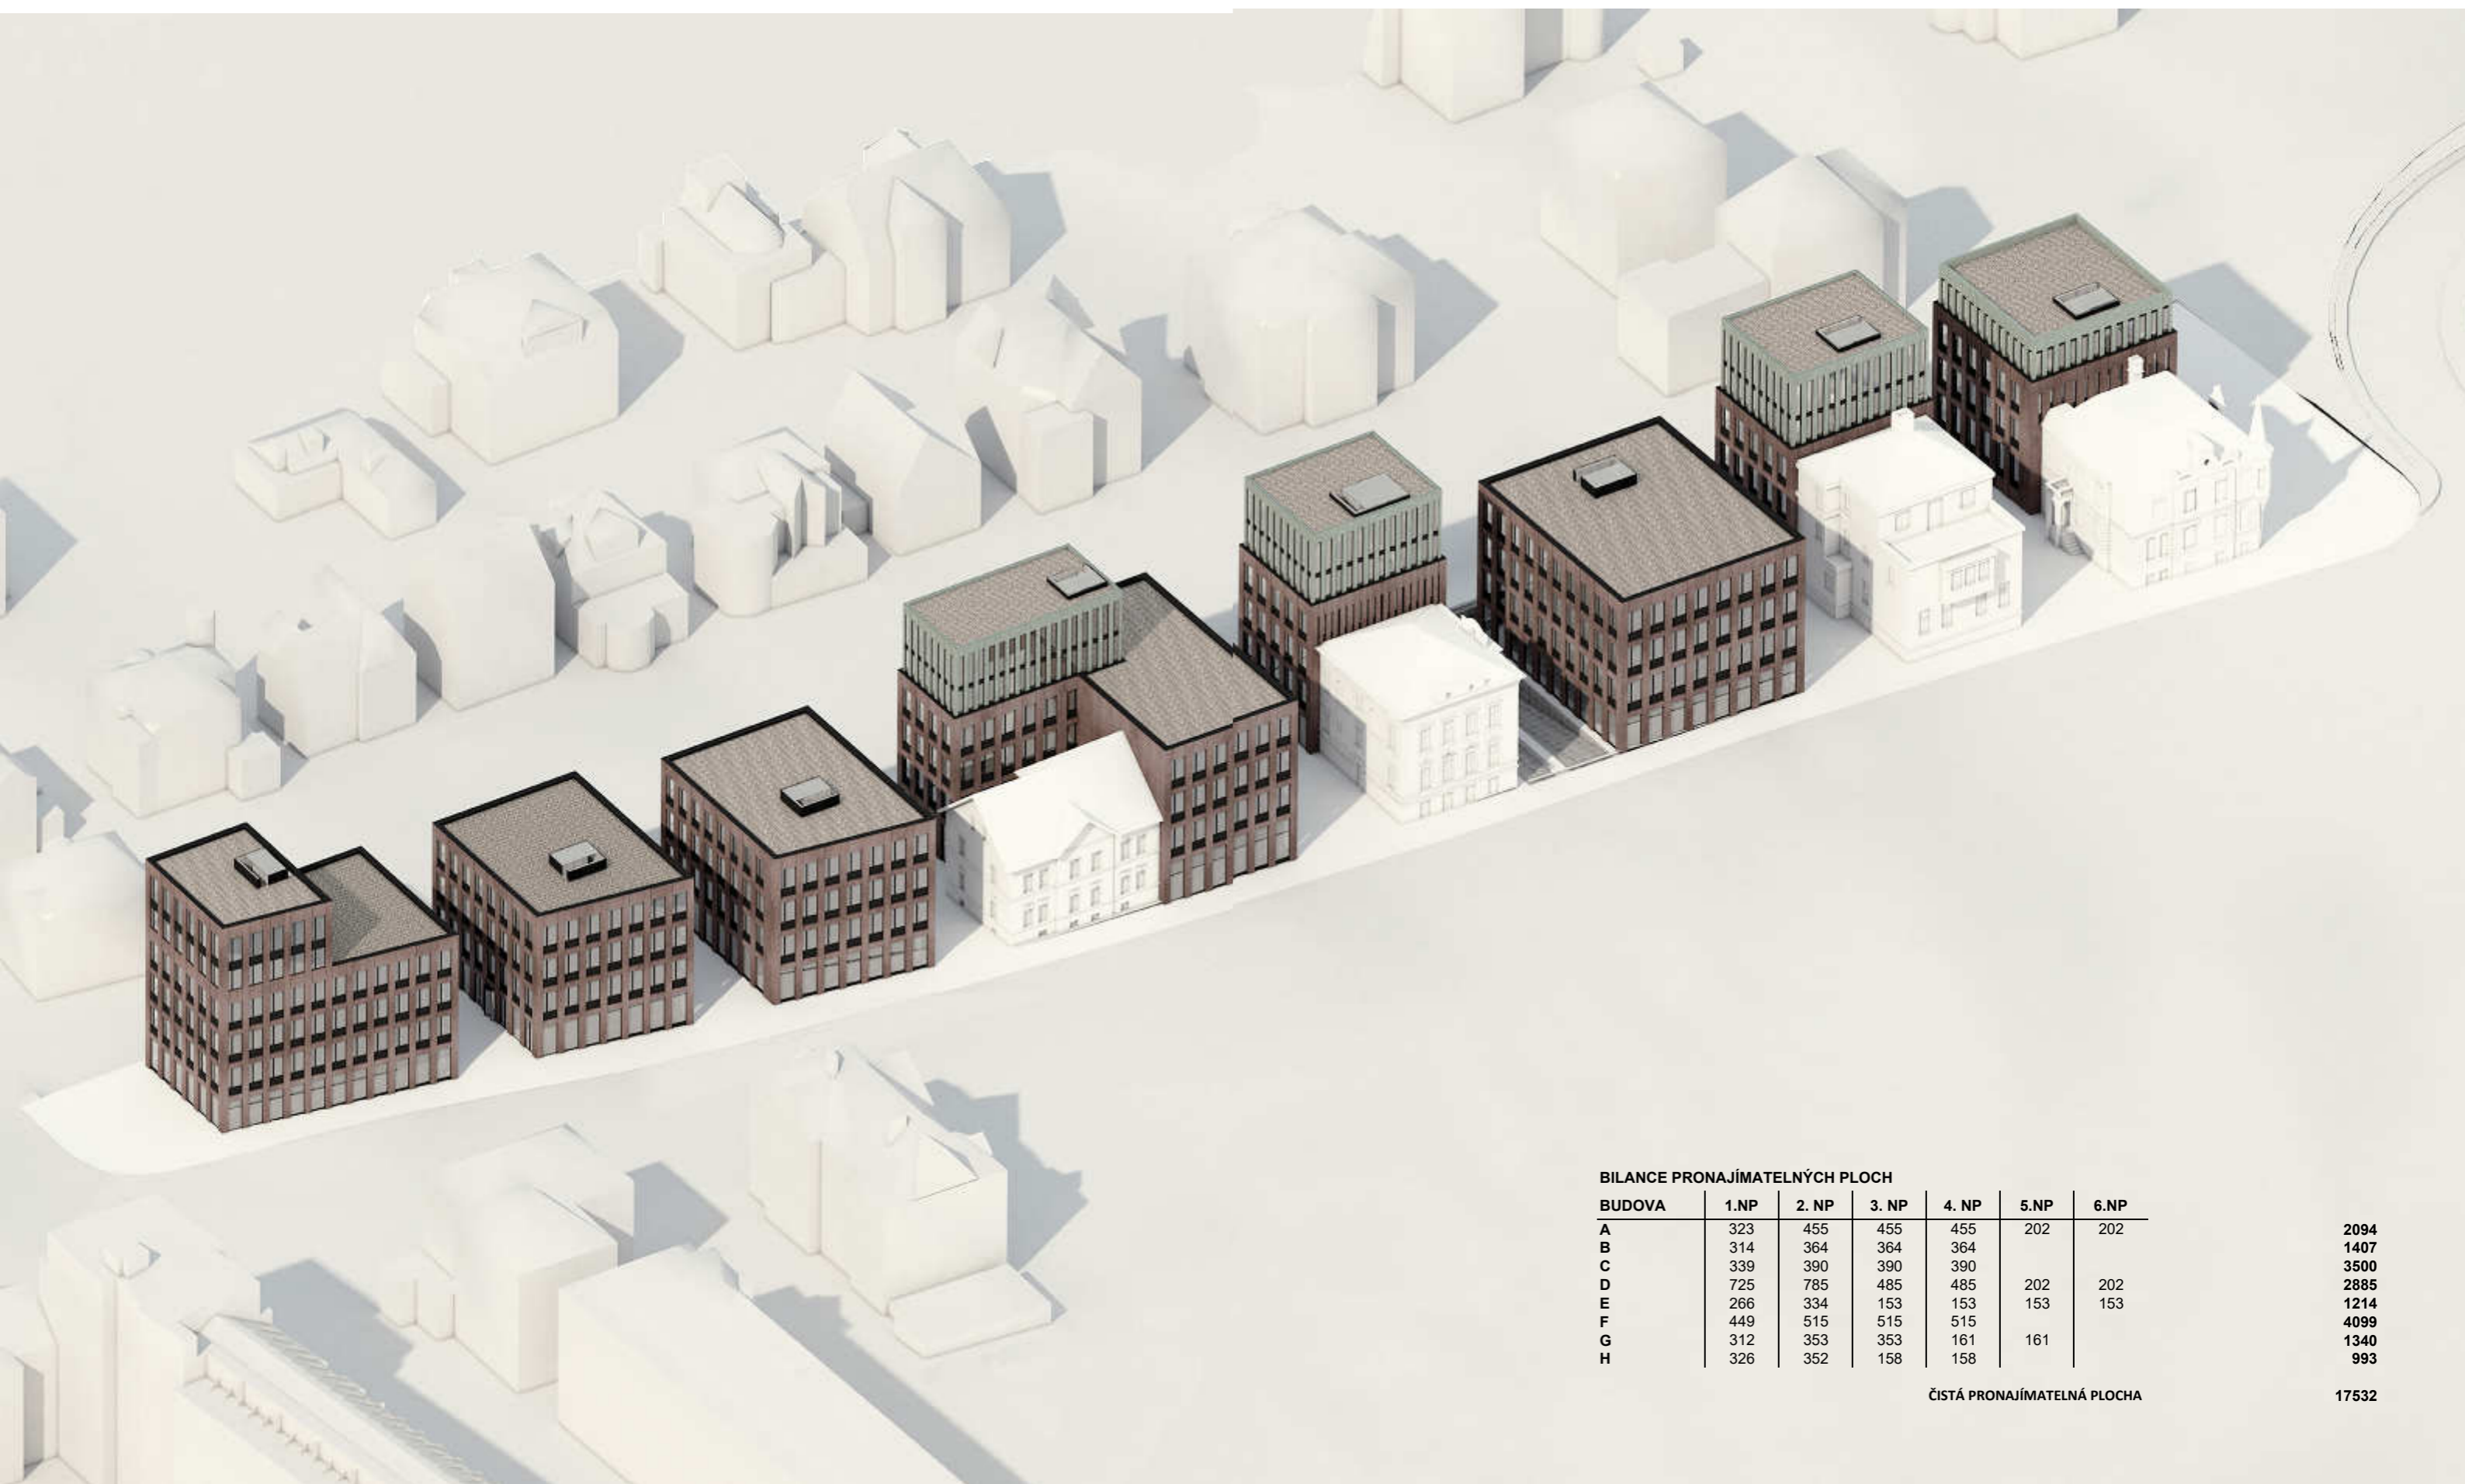 BILANCE PRONAJÍMATELNÝCH PLOCH
BUDOVA 1.NP 2. NP 3. NP 4. NP 5.NP 6.NP
A 323 455 455 455 202 202 2094
B 314 364 364 364 1407
C 339 390 390 390 3500
D 725 785 485 485 202 202 2885
E 266 334 153 153 153 153 1214
F 449 515 515 515 4099
G 312 353 353 161 161 1340
H 326 352 158 158 993
ČISTÁ PRONAJÍMATELNÁ PLOCHA 17532